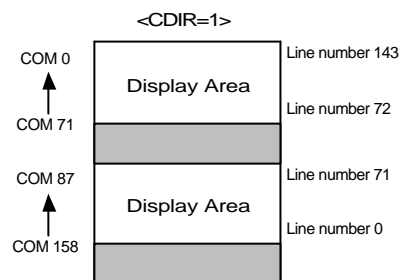 <CDIR=1>
COM 0
Line number 143
Display Area
Line number 72
COM 71
COM 87
Line number 71
Display Area
Line number 0
COM 158